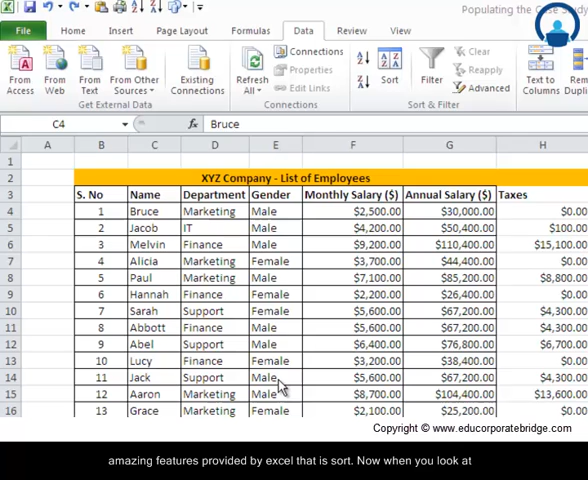 Populating the Case Study
File Home Insert Page Layout Formulas Data Review View
From Access From Web From Text From Other Sources Existing Connections Refresh All Connections Properties Edit Links Sort Filter Clear Reapply Advanced Text to Columns
Get External Data Connections Sort & Filter
C4 fx Bruce
A B C D E F G H
1
2 XYZ Company - List of Employees
3 S. No Name Department Gender Monthly Salary ($) Annual Salary ($) Taxes
4 1 Bruce Marketing Male $2,500.00 $30,000.00 $0.00
5 2 Jacob IT Male $4,200.00 $50,400.00 $100.00
6 3 Melvin Finance Male $9,200.00 $110,400.00 $15,100.00
7 4 Alicia Marketing Female $3,700.00 $44,400.00 $0.00
8 5 Paul Marketing Male $7,100.00 $85,200.00 $8,800.00
9 6 Hannah Finance Female $2,200.00 $26,400.00 $0.00
10 7 Sarah Support Female $5,600.00 $67,200.00 $4,300.00
11 8 Abbott Finance Male $5,600.00 $67,200.00 $4,300.00
12 9 Abel Support Male $6,400.00 $76,800.00 $6,700.00
13 10 Lucy Finance Female $3,200.00 $38,400.00 $0.00
14 11 Jack Support Male $5,600.00 $67,200.00 $4,300.00
15 12 Aaron Marketing Male $8,700.00 $104,400.00 $13,600.00
16 13 Grace Marketing Female $2,100.00 $25,200.00 $0.00
Copyright © www.educorporatebridge.com
amazing features provided by excel that is sort. Now when you look at